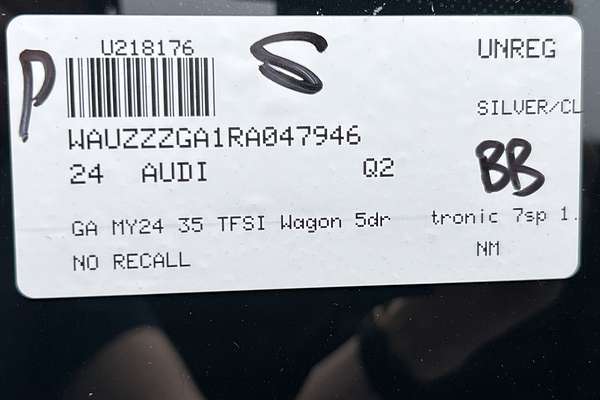 U218176
UNREG
P
S
SILVER/CL
WAUZZZGA1RA047946
24 AUDI Q2
BB
GA MY24 35 TFSI Wagon 5dr tronic 7sp 1.
NO RECALL
NM